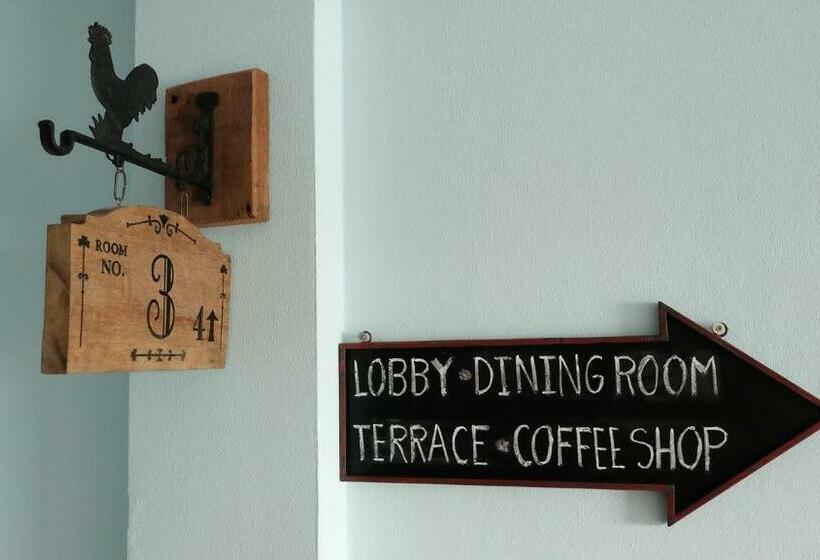 ROOM
NO.
3
4↑
LOBBY • DINING ROOM
TERRACE • COFFEE SHOP